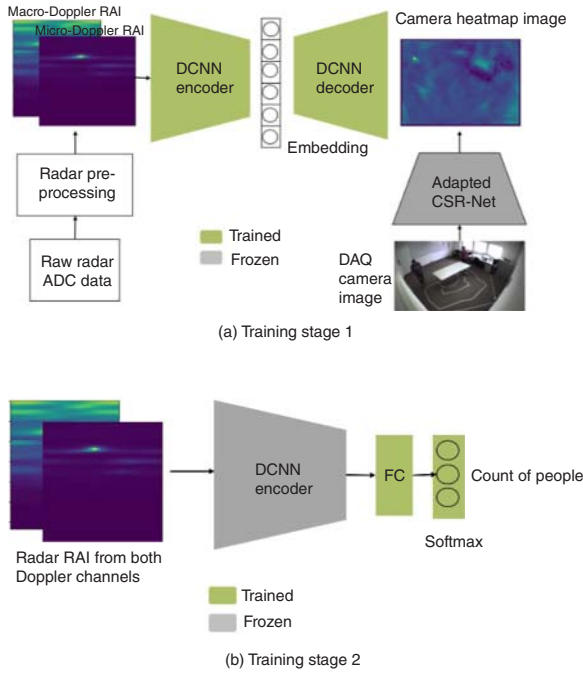 Macro-Doppler RAI
Micro-Doppler RAI
Camera heatmap image
DCNN
encoder
DCNN
decoder
Embedding
Radar pre-
processing
Adapted
CSR-Net
Raw radar
ADC data
Trained
Frozen
DAQ
camera
image
(a) Training stage 1
DCNN
encoder
FC
Count of people
Softmax
Radar RAI from both
Doppler channels
Trained
Frozen
(b) Training stage 2